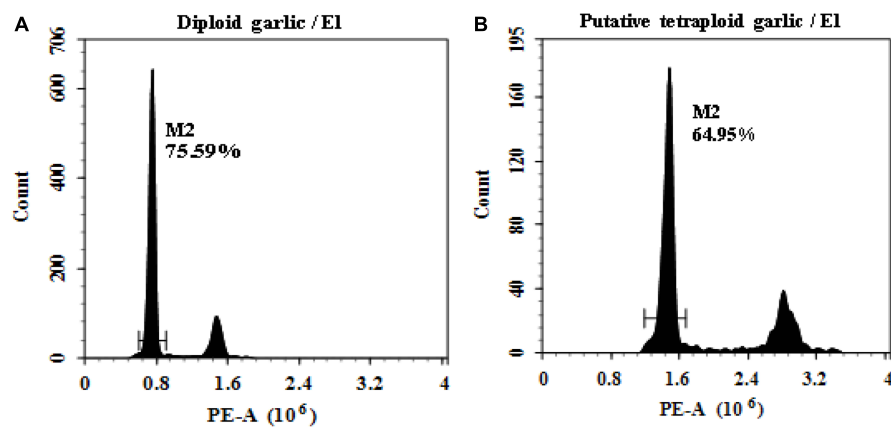 A
Diploid garlic / E1
706
600
400
200
0
Count
M2
75.59%
0
0.8
1.6
2.4
3.2
4
PE-A (10^6)
B
Putative tetraploid garlic / E1
195
160
120
80
40
0
Count
M2
64.95%
0
0.8
1.6
2.4
3.2
4
PE-A (10^6)